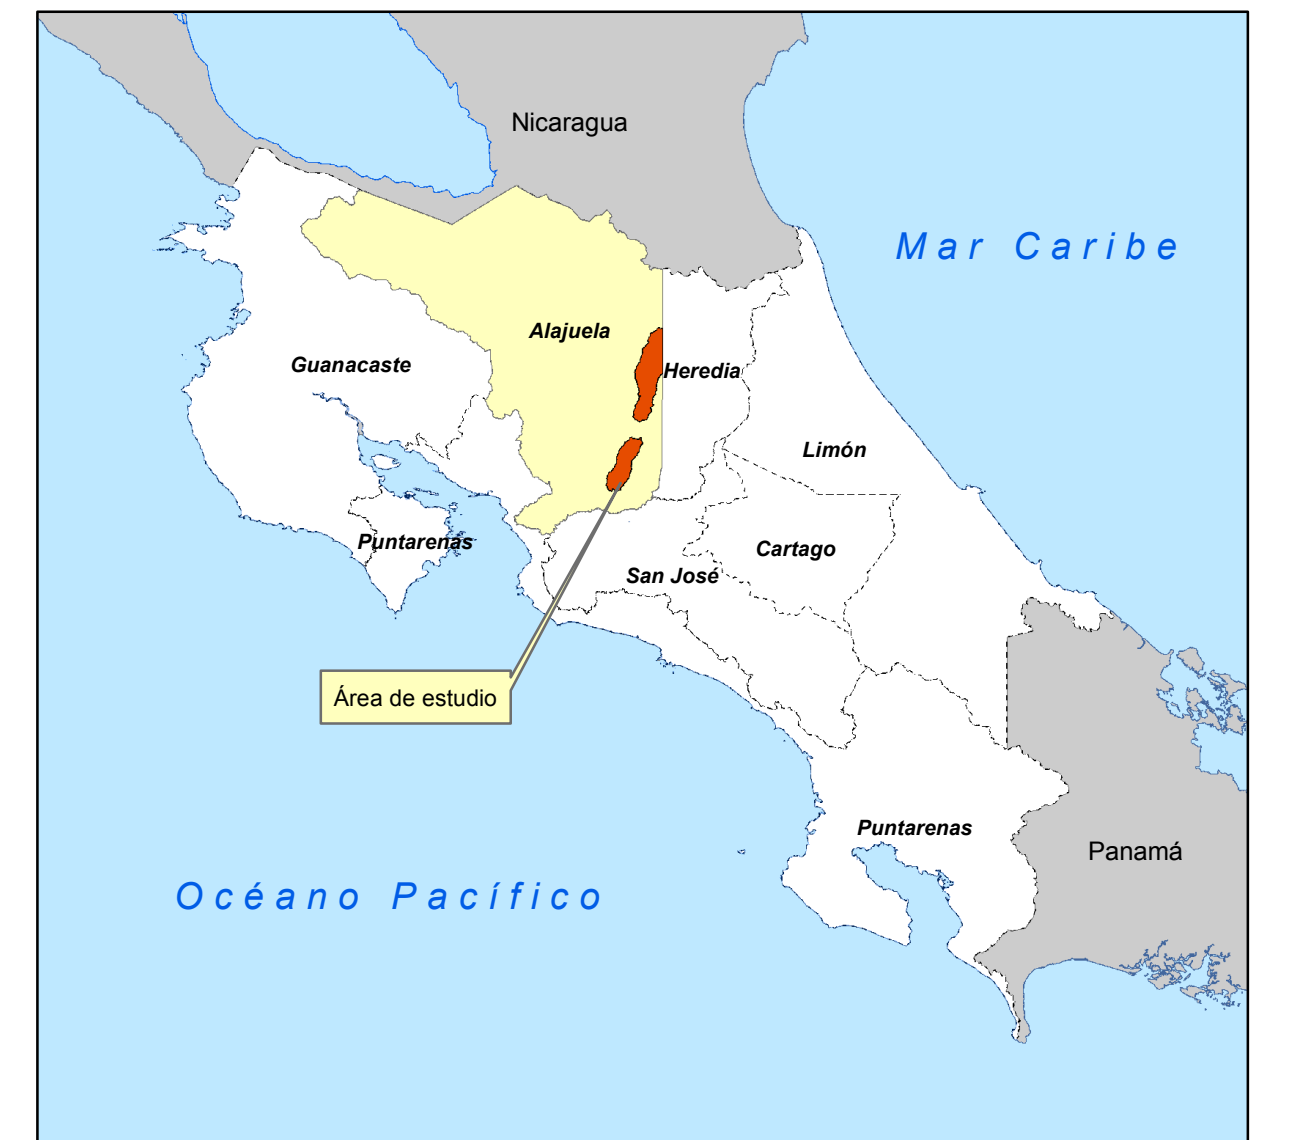 Nicaragua
Mar Caribe
Alajuela
Guanacaste
Heredia
Limón
Puntarenas
Cartago
San José
Área de estudio
Puntarenas
Panamá
Océano Pacífico